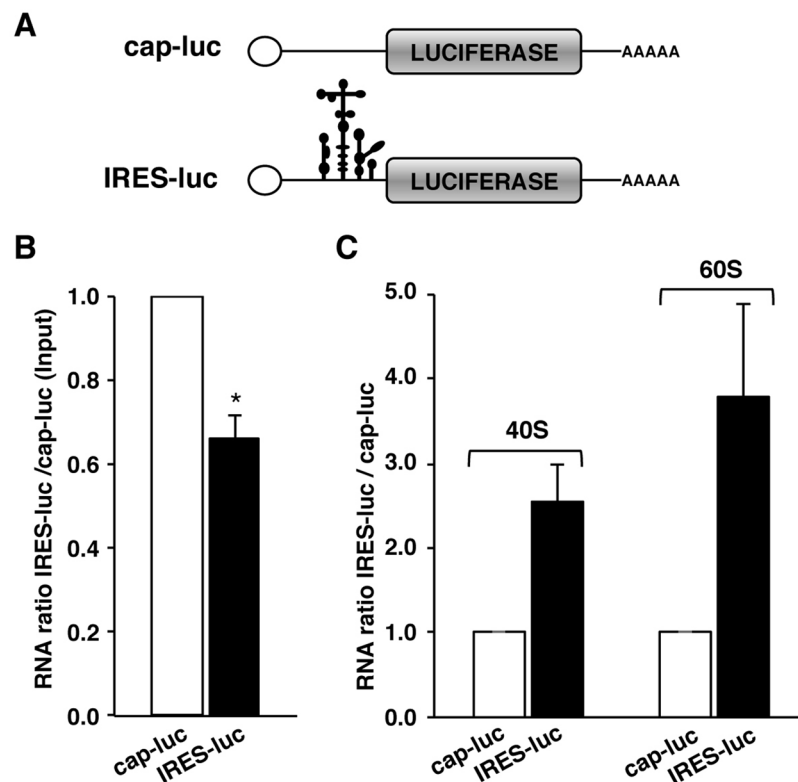 A
cap-luc
LUCIFERASE
AAAAA
IRES-luc
LUCIFERASE
AAAAA
B
RNA ratio IRES-luc /cap-luc (Input)
1.0
0.8
0.6
0.4
0.2
0.0
*
cap-luc
IRES-luc
C
RNA ratio IRES-luc / cap-luc
5.0
4.0
3.0
2.0
1.0
0.0
40S
60S
cap-luc
IRES-luc
cap-luc
IRES-luc